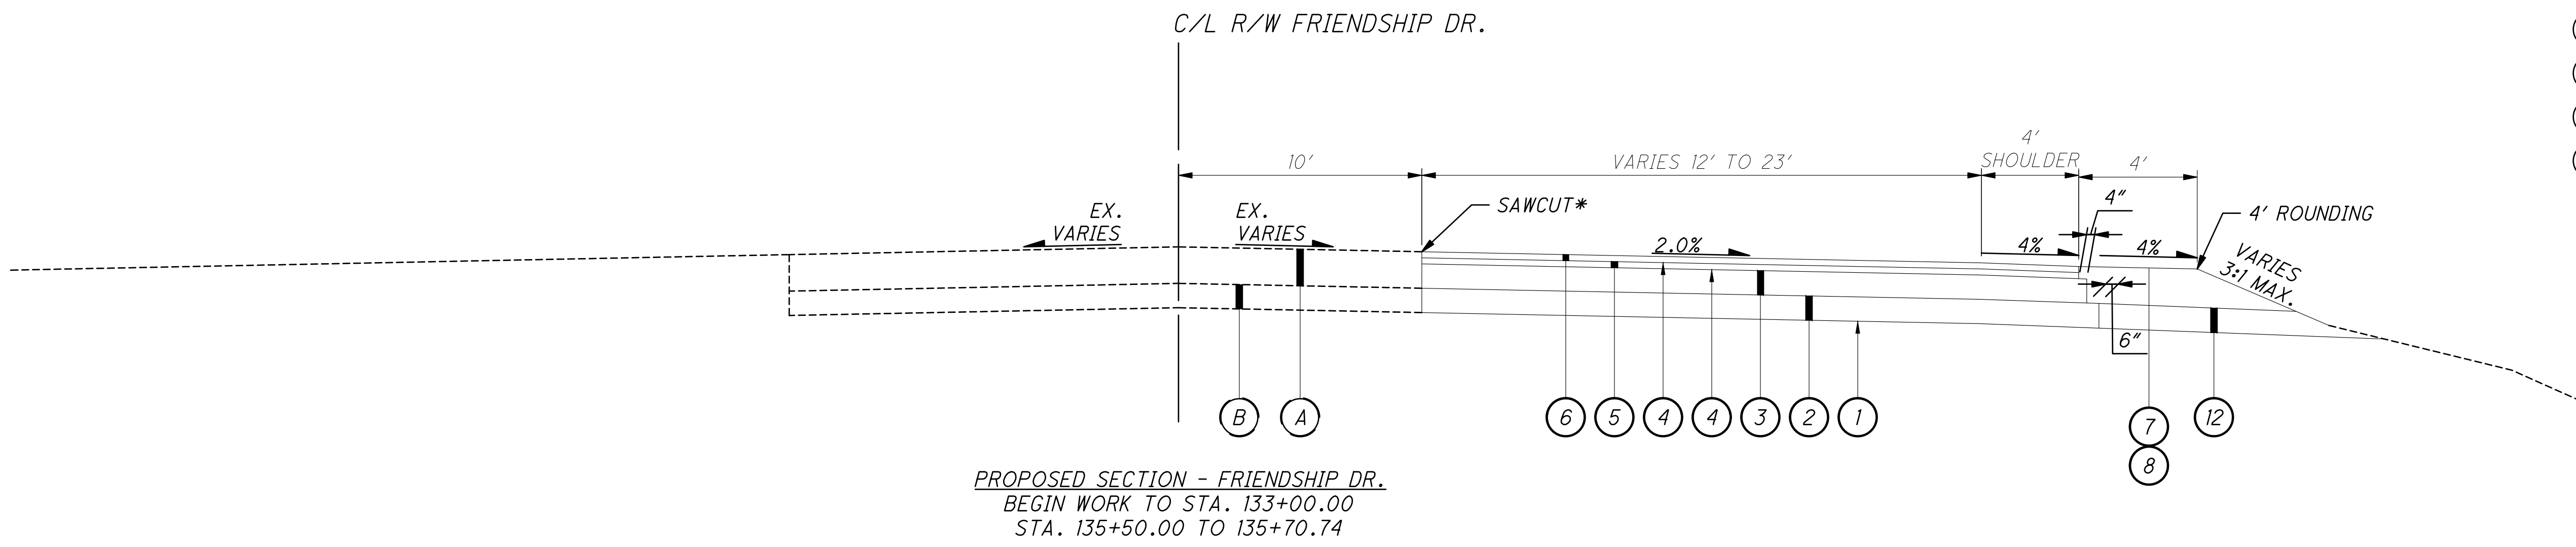 C/L R/W FRIENDSHIP DR.
10'
VARIES 12' TO 23'
4'
SHOULDER
4'
EX.
VARIES
EX.
VARIES
SAWCUT*
2.0%
4%
4"
4%
4' ROUNDING
VARIES
3:1 MAX.
6"
B
A
6
5
4
4
3
2
1
7
8
12
PROPOSED SECTION - FRIENDSHIP DR.
BEGIN WORK TO STA. 133+00.00
STA. 135+50.00 TO 135+70.74